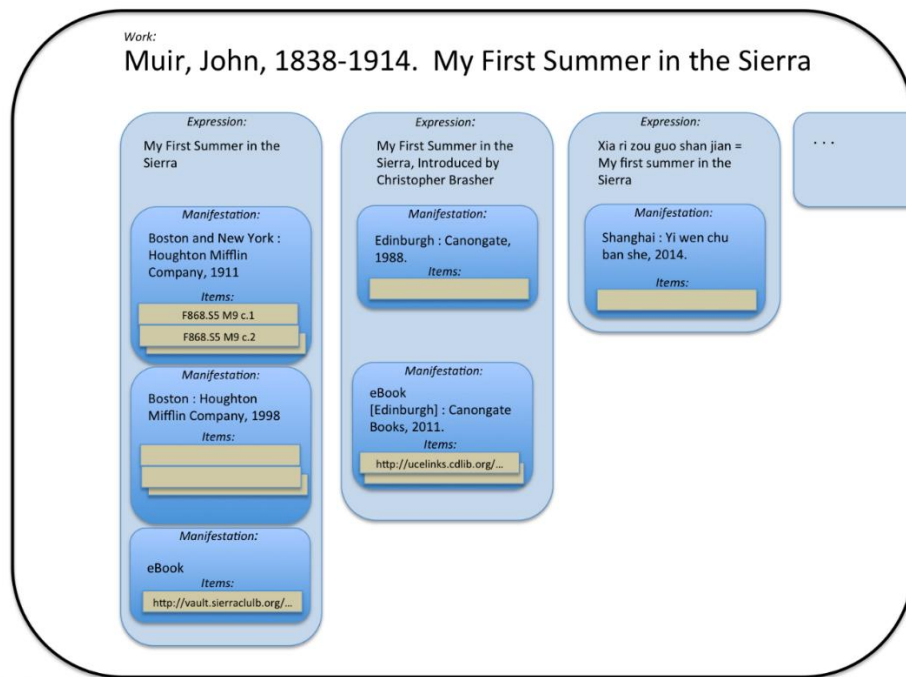 Work:
Muir, John, 1838-1914. My First Summer in the Sierra
Expression:
My First Summer in the
Sierra
Manifestation:
Boston and New York :
Houghton Mifflin
Company, 1911
Items:
F868.S5 M9 c.1
F868.S5 M9 c.2
Manifestation:
Boston : Houghton
Mifflin Company, 1998
Items:
Manifestation:
eBook
Items:
http://vault.sierraclulb.org/...
Expression:
My First Summer in the
Sierra, Introduced by
Christopher Brasher
Manifestation:
Edinburgh : Canongate,
1988.
Items:
Manifestation:
eBook
[Edinburgh] : Canongate
Books, 2011.
Items:
http://ucelinks.cdlib.org/...
Expression:
Xia ri zou guo shan jian =
My first summer in the
Sierra
Manifestation:
Shanghai : Yi wen chu
ban she, 2014.
Items:
. . .